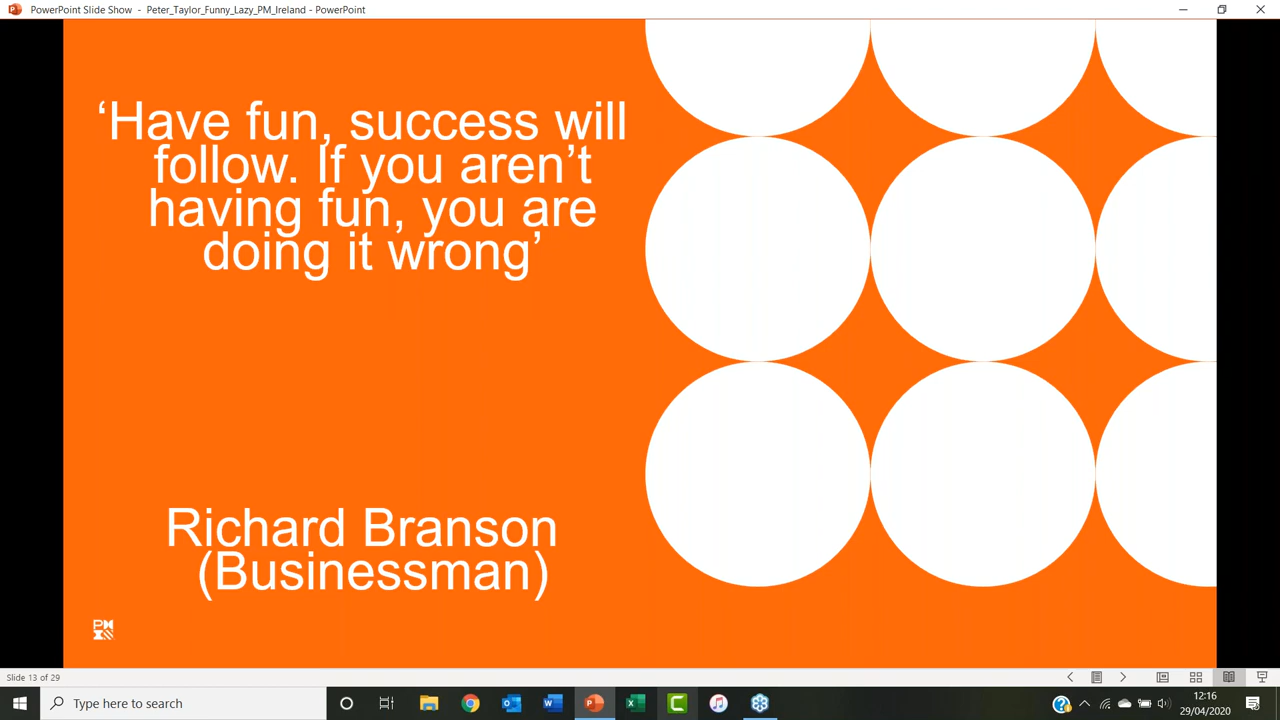 PowerPoint Slide Show - Peter_Taylor_Funny_Lazy_PM_Ireland - PowerPoint
‘Have fun, success will
follow. If you aren’t
having fun, you are
doing it wrong’
Richard Branson
(Businessman)
Slide 13 of 29
Type here to search
12:16
29/04/2020